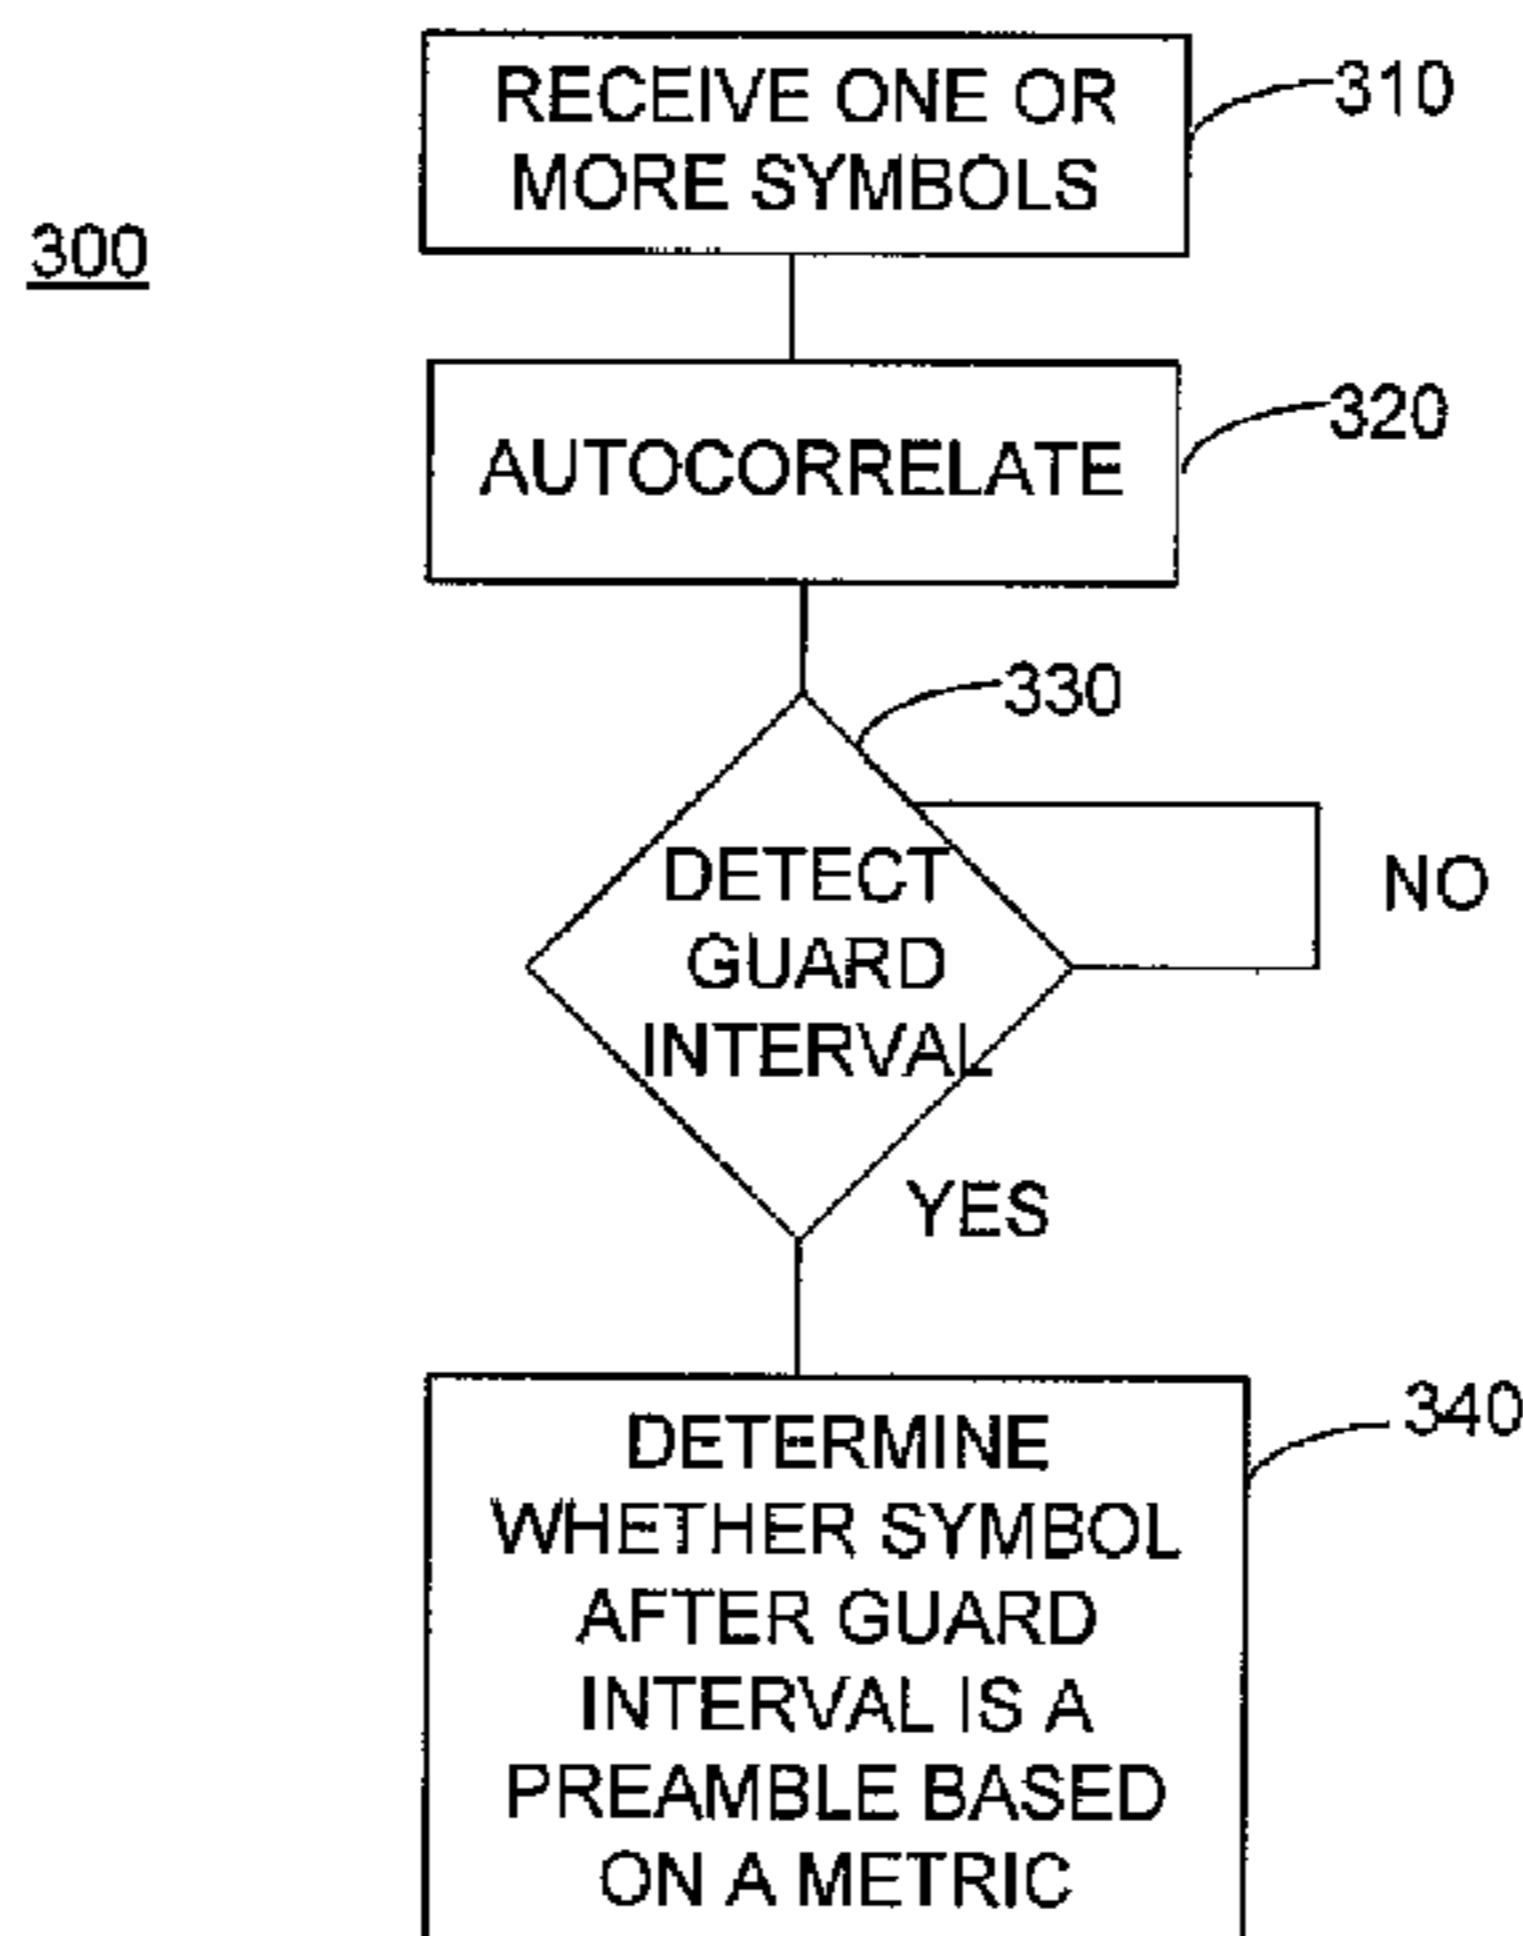 RECEIVE ONE OR
MORE SYMBOLS
310
300
AUTOCORRELATE
320
330
DETECT
GUARD
INTERVAL
NO
YES
DETERMINE
WHETHER SYMBOL
AFTER GUARD
INTERVAL IS A
PREAMBLE BASED
ON A METRIC
340